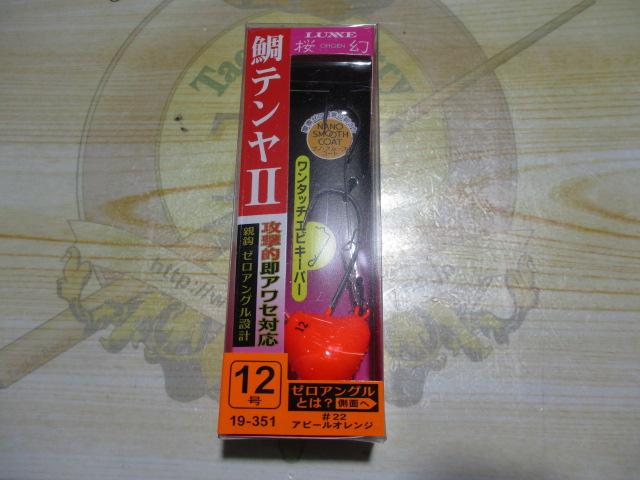 LUXXE
桜幻
OHGEN
鯛テンヤII
NANO
SMOOTH
COAT
ワンタッチエビキーパー
攻撃的即アワセ対応
親鈎 ゼロアングル設計
12
12号
19-351
ゼロアングル
とは? 側面へ
#22
アピールオレンジ